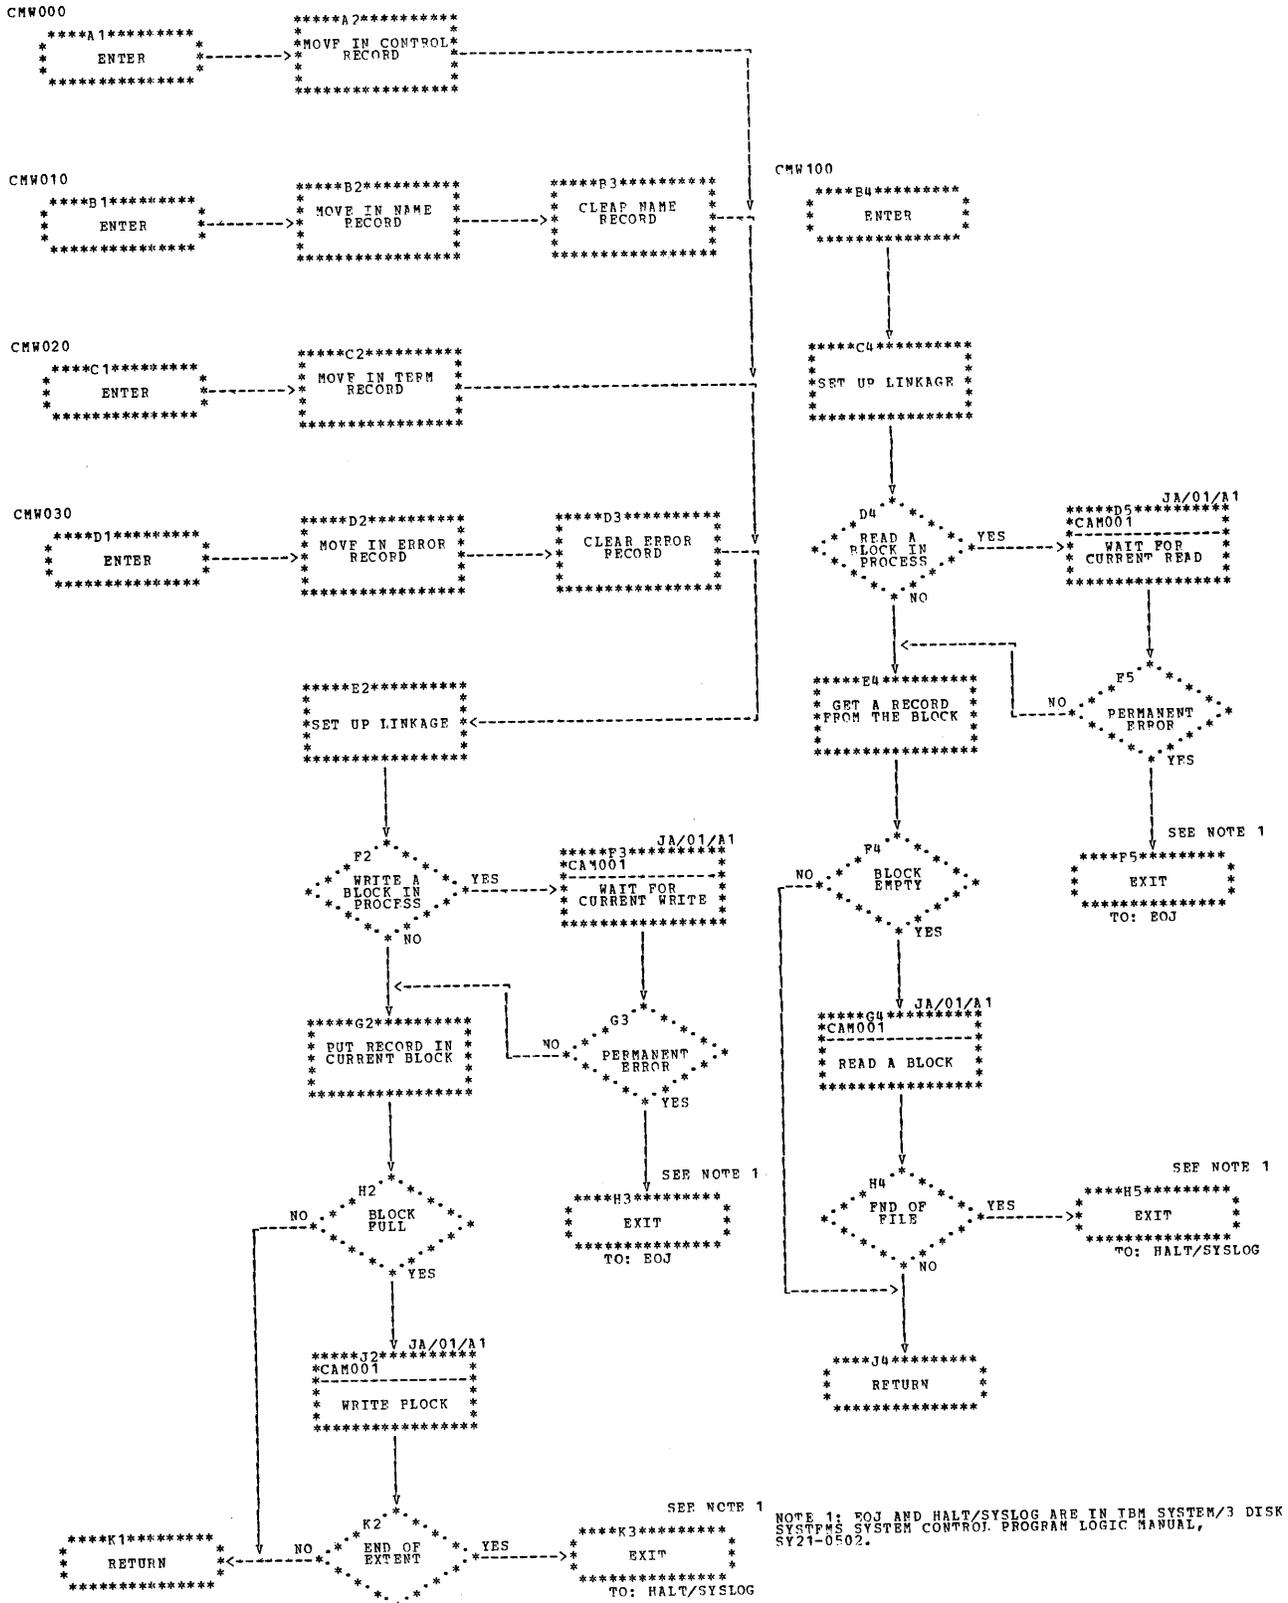 CMW000
*****A1*********
ENTER
*****A2**********
MOVE IN CONTROL
RECORD
CMW010
****B1*********
ENTER
*****B2**********
MOVE IN NAME
RECORD
*****B3**********
CLEAR NAME
RECORD
CMW100
****B4*********
ENTER
CMW020
****C1*********
ENTER
*****C2**********
MOVE IN TERM
RECORD
*****C4**********
SET UP LINKAGE
CMW030
****D1*********
ENTER
*****D2**********
MOVE IN ERROR
RECORD
*****D3**********
CLEAR ERROR
RECORD
D4
READ A
BLOCK IN
PROCESS
YES
NO
JA/01/A1
*****D5**********
CAM001
WAIT FOR
CURRENT READ
*****E2**********
SET UP LINKAGE
*****E4**********
GET A RECORD
FROM THE BLOCK
E5
PERMANENT
ERROR
NO
YES
F2
WRITE A
BLOCK IN
PROCESS
YES
NO
JA/01/A1
*****F3**********
CAM001
WAIT FOR
CURRENT WRITE
F4
BLOCK
EMPTY
NO
YES
SEE NOTE 1
****F5*********
EXIT
TO: EOJ
*****G2**********
PUT RECORD IN
CURRENT BLOCK
G3
PERMANENT
ERROR
NO
YES
JA/01/A1
*****G4**********
CAM001
READ A BLOCK
H2
BLOCK
FULL
NO
YES
SEE NOTE 1
****H3*********
EXIT
TO: EOJ
H4
END OF
FILE
YES
NO
SEE NOTE 1
****H5*********
EXIT
TO: HALT/SYSLOG
JA/01/A1
*****J2**********
CAM001
WRITE BLOCK
****J4*********
RETURN
****K1*********
RETURN
K2
END OF
EXTENT
NO
YES
SEE NOTE 1
****K3*********
EXIT
TO: HALT/SYSLOG
NOTE 1: EOJ AND HALT/SYSLOG ARE IN IBM SYSTEM/3 DISK
SYSTEMS SYSTEM CONTROL PROGRAM LOGIC MANUAL,
SY21-0502.